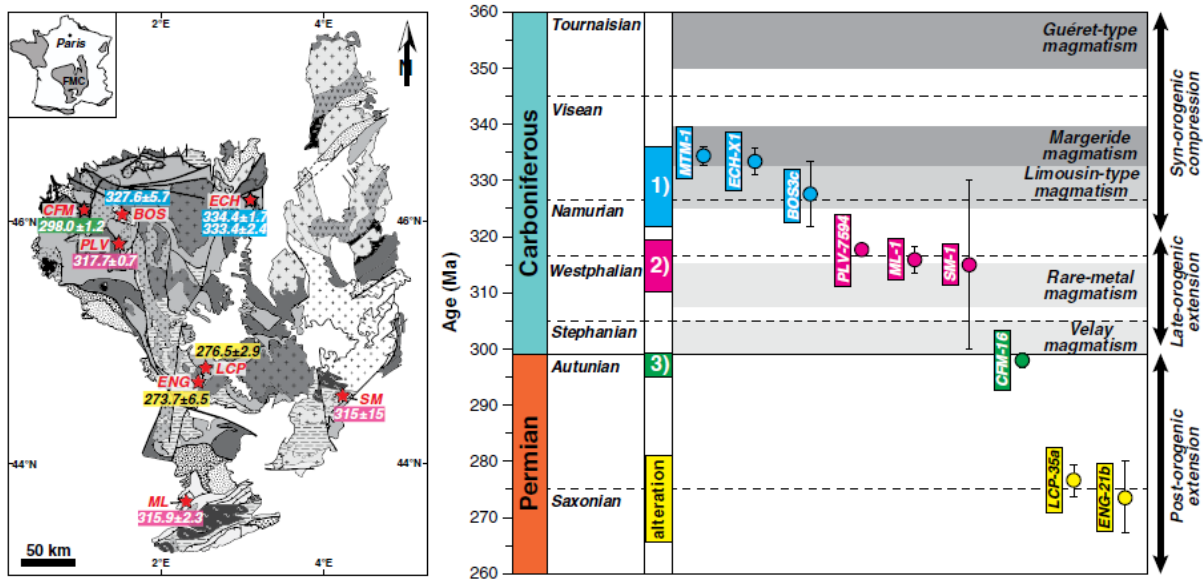 2°E
4°E
Paris
FMC
N
327.6±5.7
CFM
BOS
298.0±1.2
ECH
334.4±1.7
333.4±2.4
46°N
46°N
PLV
317.7±0.7
276.5±2.9
LCP
ENG
273.7±6.5
SM
315±15
44°N
44°N
ML
315.9±2.3
50 km
2°E
4°E
Age (Ma)
360
350
340
330
320
310
300
290
280
270
260
Carboniferous
Permian
Tournaisian
Visean
Namurian
Westphalian
Stephanian
Autunian
Saxonian
1)
2)
3)
alteration
Guéret-type
magmatism
Margeride
magmatism
Limousin-type
magmatism
Rare-metal
magmatism
Velay
magmatism
MTM-1
ECH-X1
BOS3c
PLV-7594
ML-1
SM-1
CFM-16
LCP-35a
ENG-21b
Syn-orogenic
compression
Late-orogenic
extension
Post-orogenic
extension